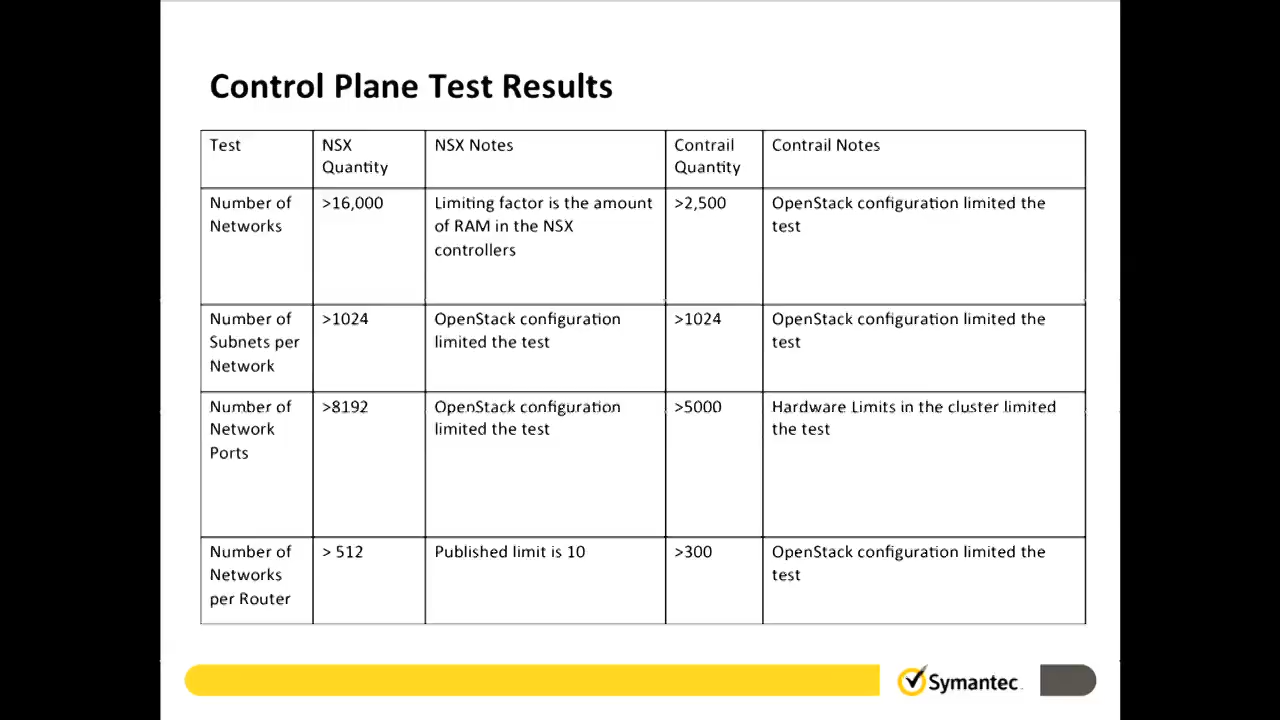 Control Plane Test Results
Test
NSX
Quantity
NSX Notes
Contrail
Quantity
Contrail Notes
Number of
Networks
>16,000
Limiting factor is the amount
of RAM in the NSX
controllers
>2,500
OpenStack configuration limited the
test
Number of
Subnets per
Network
>1024
OpenStack configuration
limited the test
>1024
OpenStack configuration limited the
test
Number of
Network
Ports
>8192
OpenStack configuration
limited the test
>5000
Hardware Limits in the cluster limited
the test
Number of
Networks
per Router
> 512
Published limit is 10
>300
OpenStack configuration limited the
test
Symantec